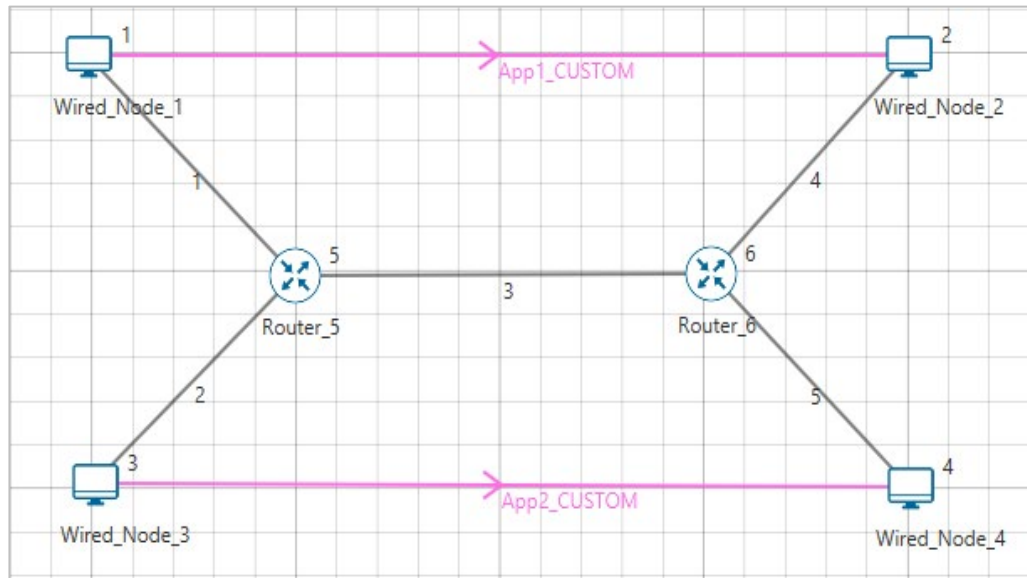 1
2
App1_CUSTOM
Wired_Node_1
Wired_Node_2
1
4
5
6
3
Router_5
Router_6
2
5
3
4
App2_CUSTOM
Wired_Node_3
Wired_Node_4